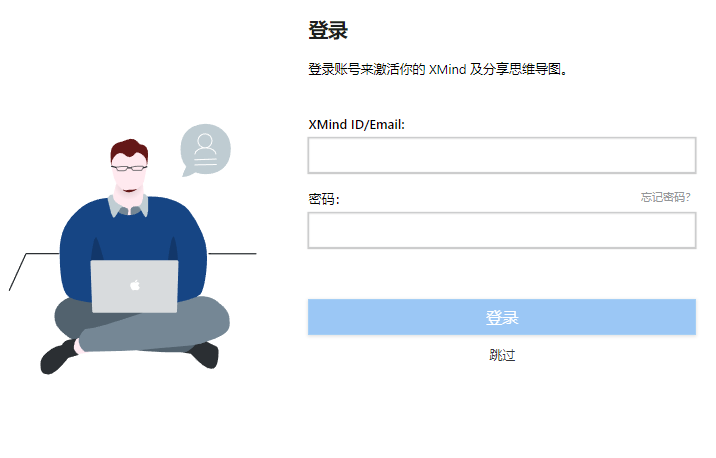 登录
登录账号来激活你的 XMind 及分享思维导图。
XMind ID/Email:
密码:
忘记密码?
登录
跳过